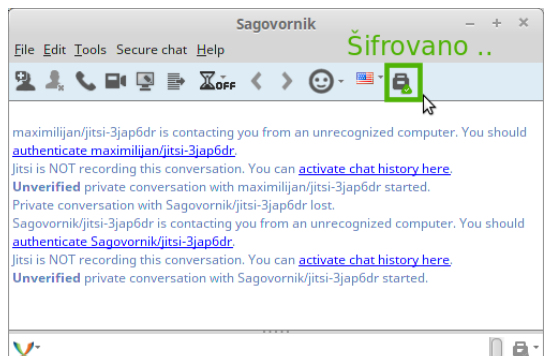 Sagovornik
Šifrovano ..
File Edit Tools Secure chat Help
OFF
maximilijan/jitsi-3jap6dr is contacting you from an unrecognized computer. You should
authenticate maximilijan/jitsi-3jap6dr.
Jitsi is NOT recording this conversation. You can activate chat history here.
Unverified private conversation with maximilijan/jitsi-3jap6dr started.
Private conversation with Sagovornik/jitsi-3jap6dr lost.
Sagovornik/jitsi-3jap6dr is contacting you from an unrecognized computer. You should
authenticate Sagovornik/jitsi-3jap6dr.
Jitsi is NOT recording this conversation. You can activate chat history here.
Unverified private conversation with Sagovornik/jitsi-3jap6dr started.